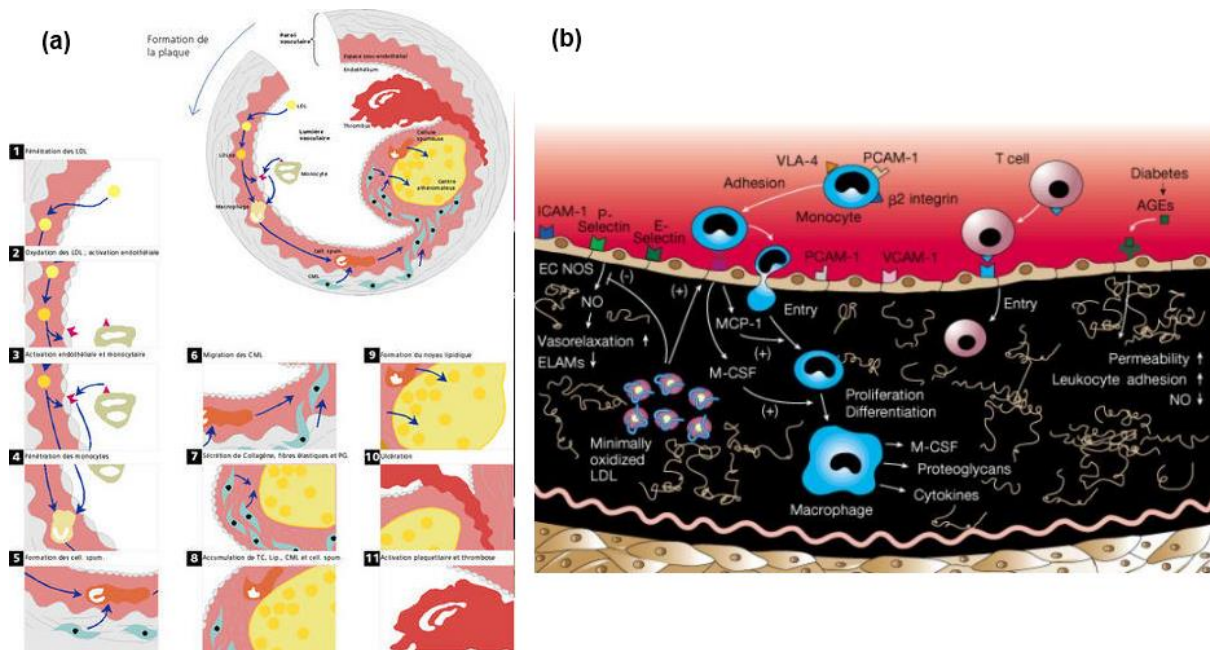 (a)
Formation de
la plaque
Paroi
vasculaire
Espace sous-endothélial
Endothélium
LDL
Thrombus
Lumière
vasculaire
Cellule
spumeuse
LDLox
Monocyte
Centre
athéromateux
Macrophage
Cell. spum.
CML
1 Pénétration des LDL
2 Oxydation des LDL ; activation endothéliale
3 Activation endothéliale et monocytaire
4 Pénétration des monocytes
5 Formation des cell. spum
6 Migration des CML
7 Sécrétion de Collagène, fibres élastiques et PG.
8 Accumulation de TC, Lip., CML et cell. spum
9 Formation du noyau lipidique
10 Ulcération
11 Activation plaquettaire et thrombose
(b)
VLA-4
PCAM-1
T cell
Diabetes
Adhesion
β2 integrin
AGEs
Monocyte
ICAM-1
P-
Selectin
E-
Selectin
PCAM-1
VCAM-1
EC NOS
(-)
(+)
Entry
Entry
NO
MCP-1
Vasorelaxation
(+)
ELAMs
M-CSF
(+)
Proliferation
Differentiation
Permeability
Leukocyte adhesion
NO
Minimally
oxidized
LDL
Macrophage
M-CSF
Proteoglycans
Cytokines